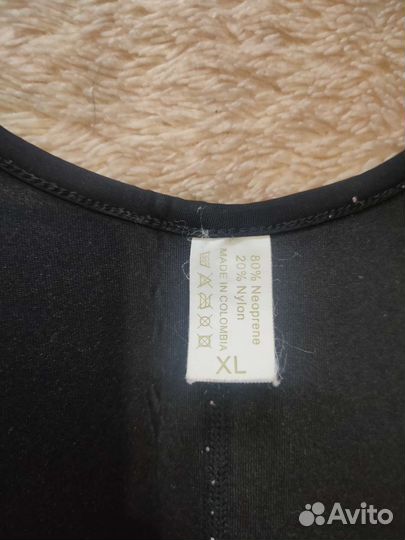 80% Neoprene
20% Nylon
MADE IN COLOMBIA
XL
Avito